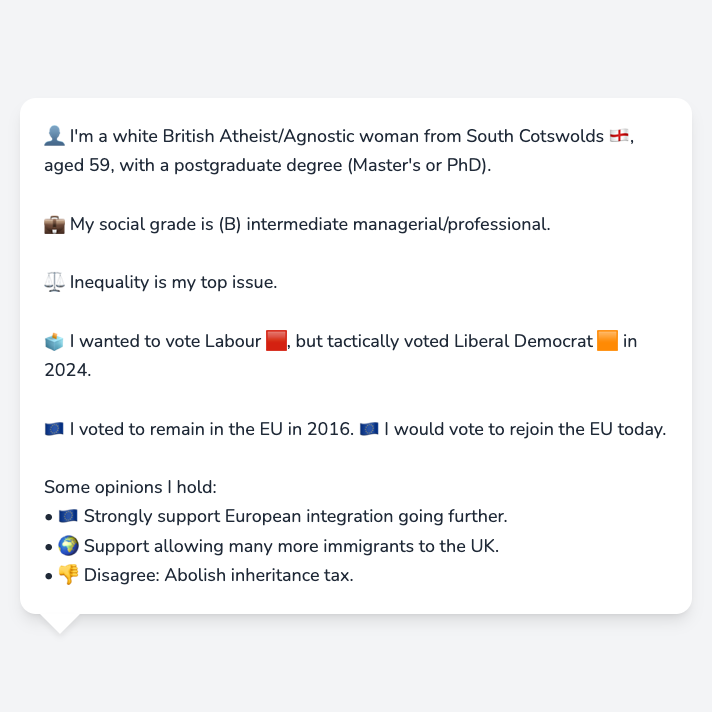 👤 I'm a white British Atheist/Agnostic woman from South Cotswolds 🏴󠁧󠁢󠁥󠁮󠁧󠁿,
aged 59, with a postgraduate degree (Master's or PhD).
💼 My social grade is (B) intermediate managerial/professional.
⚖️ Inequality is my top issue.
🗳️ I wanted to vote Labour 🟥, but tactically voted Liberal Democrat 🟧 in
2024.
🇪🇺 I voted to remain in the EU in 2016. 🇪🇺 I would vote to rejoin the EU today.
Some opinions I hold:
• 🇪🇺 Strongly support European integration going further.
• 🌍 Support allowing many more immigrants to the UK.
• 👎 Disagree: Abolish inheritance tax.